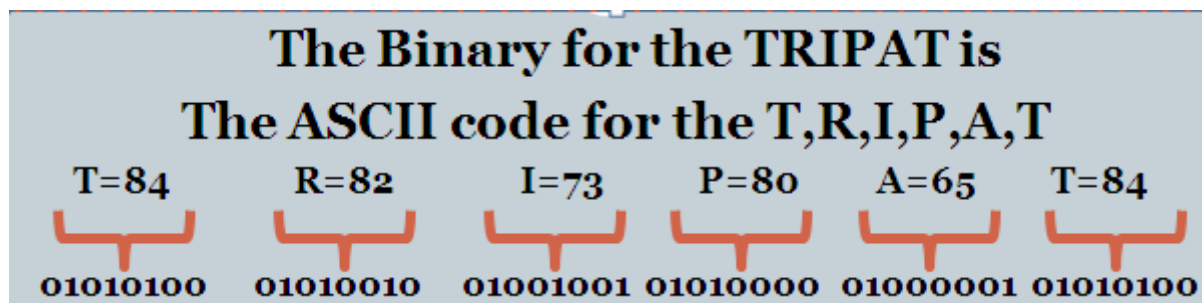 The Binary for the TRIPAT is
The ASCII code for the T,R,I,P,A,T
T=84 R=82 I=73 P=80 A=65 T=84
01010100 01010010 01001001 01010000 01000001 01010100